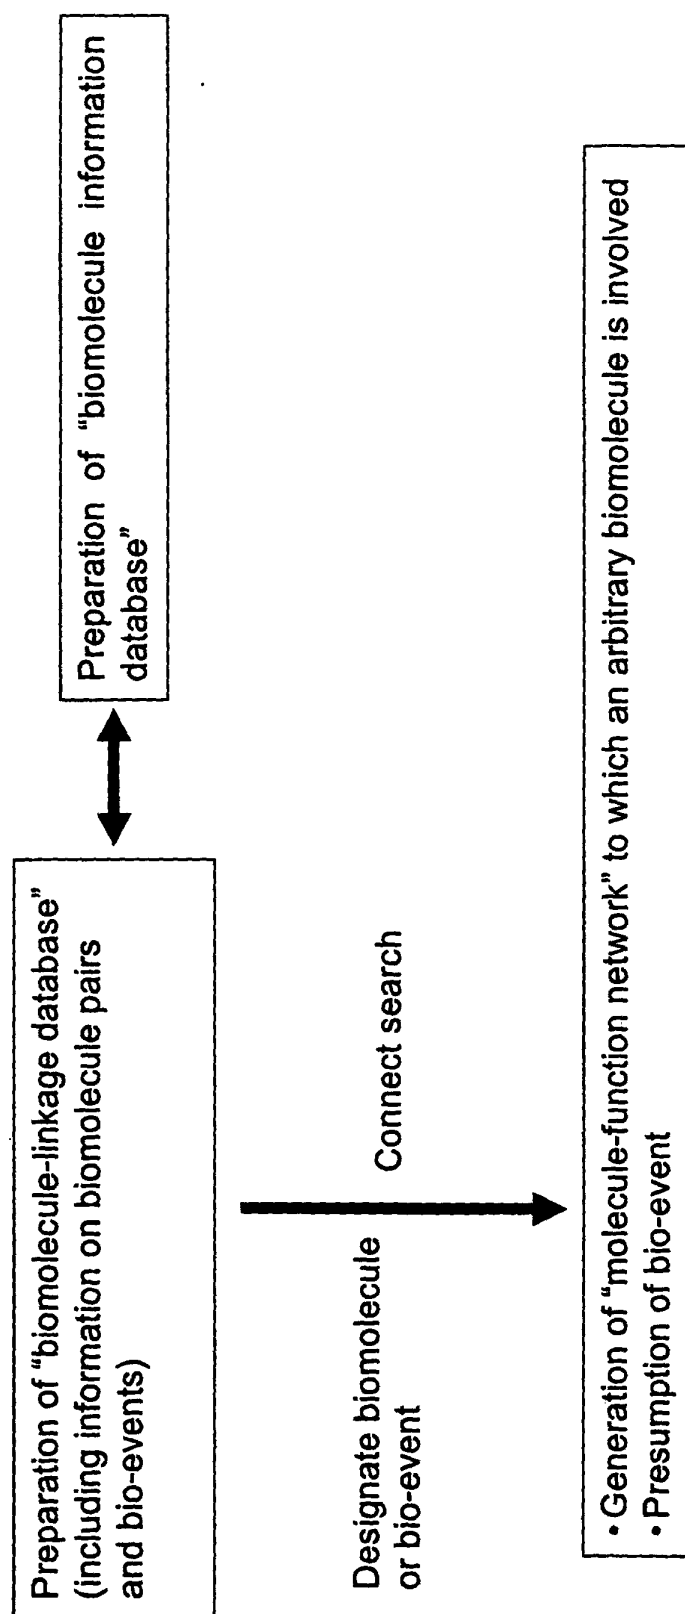 Preparation of “biomolecule-linkage database”
(including information on biomolecule pairs
and bio-events)
Preparation of “biomolecule information
database”
Designate biomolecule
or bio-event
Connect search
• Generation of “molecule-function network” to which an arbitrary biomolecule is involved
• Presumption of bio-event